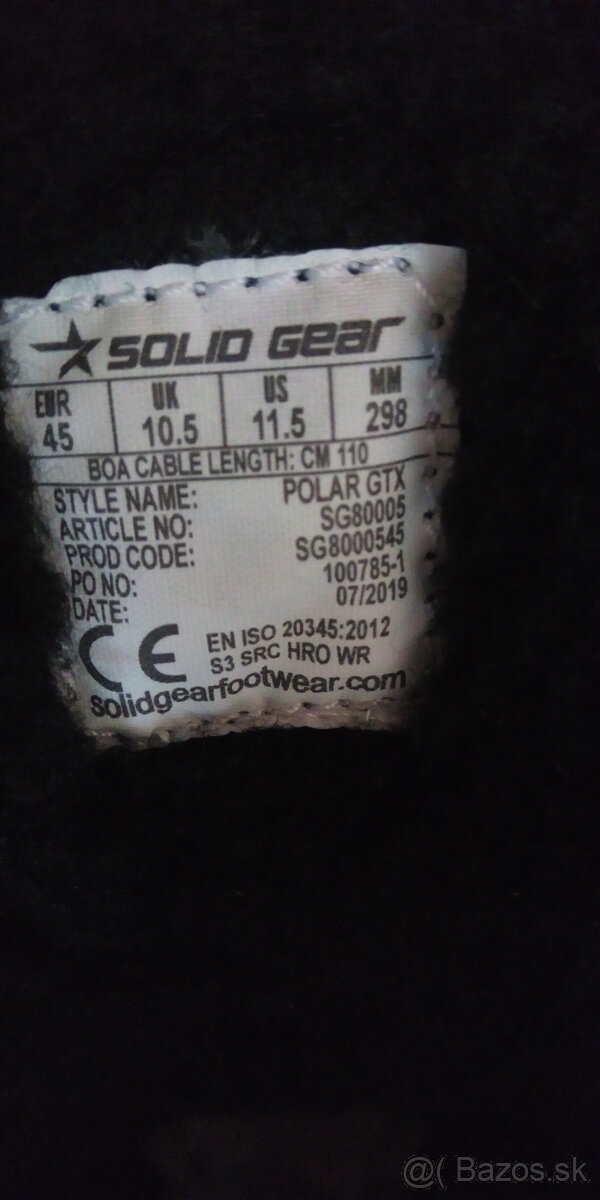 SOLID GEAR
EUR UK US MM
45 10.5 11.5 298
BOA CABLE LENGTH: CM 110
STYLE NAME: POLAR GTX
ARTICLE NO: SG80005
PROD CODE: SG8000545
PO NO: 100785-1
DATE: 07/2019
CE EN ISO 20345:2012
S3 SRC HRO WR
solidgearfootwear.com
@( Bazos.sk